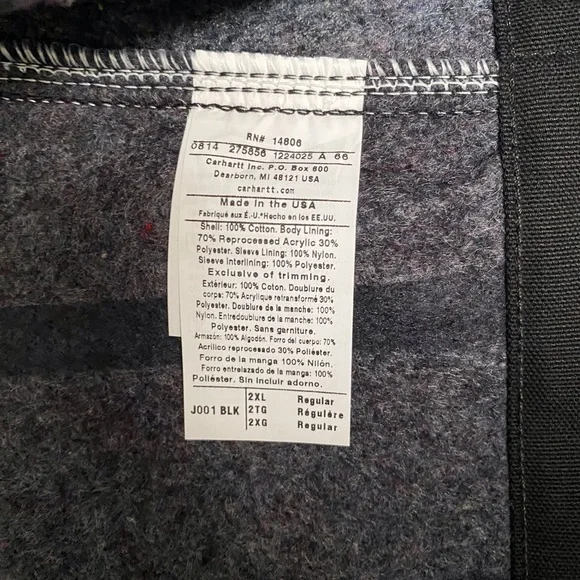 RN# 14806
0814 275856 1224025 A 66
Carhartt Inc. P.O. Box 600
Dearborn, MI 48121 USA
carhartt.com
Made in the USA
Fabriqué aux É.-U.*Hecho en los EE.UU.
Shell: 100% Cotton. Body Lining:
70% Reprocessed Acrylic 30%
Polyester. Sleeve Lining: 100% Nylon.
Sleeve Interlining: 100% Polyester.
Exclusive of trimming.
Extérieur: 100% Coton. Doublure du
corps: 70% Acrylique retransformé 30%
Polyester. Doublure de la manche: 100%
Nylon. Entredoublure de la manche: 100%
Polyester. Sans garniture.
Armazón: 100% Algodón. Forro del cuerpo: 70%
Acrílico reprocesado 30% Poliéster.
Forro de la manga 100% Nilón.
Forro entrelazado de la manga: 100%
Poliéster. Sin incluir adorno.
J001 BLK
2XL Regular
2TG Régulére
2XG Regular